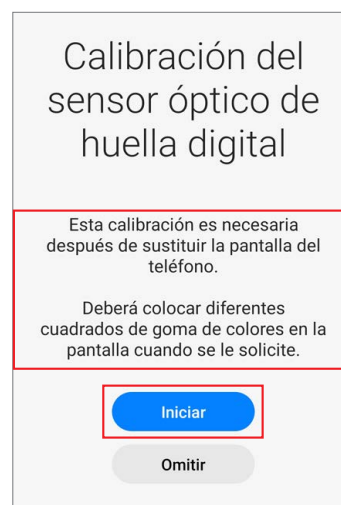 Calibración del
sensor óptico de
huella digital
Esta calibración es necesaria
después de sustituir la pantalla del
teléfono.
Deberá colocar diferentes
cuadrados de goma de colores en la
pantalla cuando se le solicite.
Iniciar
Omitir